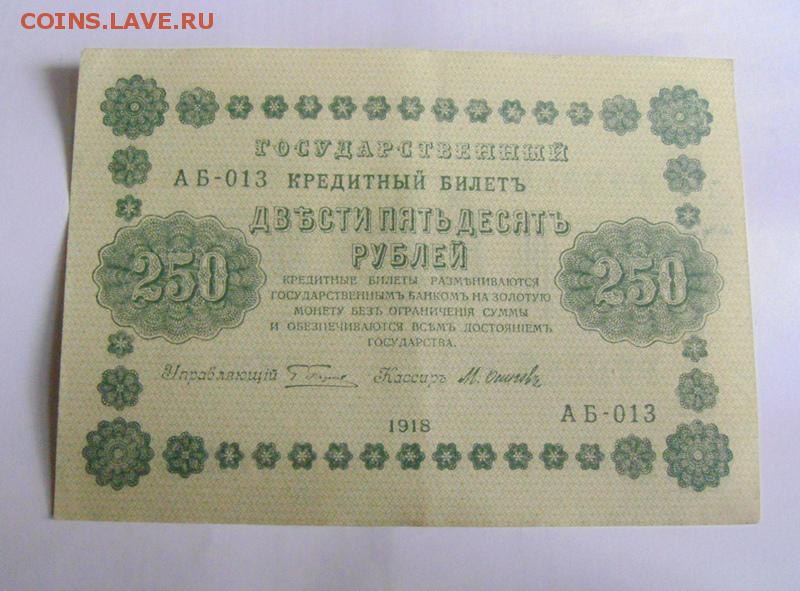 COINS.LAVE.RU
ГОСУДАРСТВЕННЫЙ
АБ-013 КРЕДИТНЫЙ БИЛЕТЪ
ДВѢСТИ ПЯТЬДЕСЯТЪ
РУБЛЕЙ
250
250
КРЕДИТНЫЕ БИЛЕТЫ РАЗМѢНИВАЮТСЯ
ГОСУДАРСТВЕННЫМЪ БАНКОМЪ НА ЗОЛОТУЮ
МОНЕТУ БЕЗЪ ОГРАНИЧЕНІЯ СУММЫ
И ОБЕЗПЕЧИВАЮТСЯ ВСѢМЪ ДОСТОЯНІЕМЪ
ГОСУДАРСТВА.
Управляющій Кассиръ М. Осиповъ
1918
АБ-013